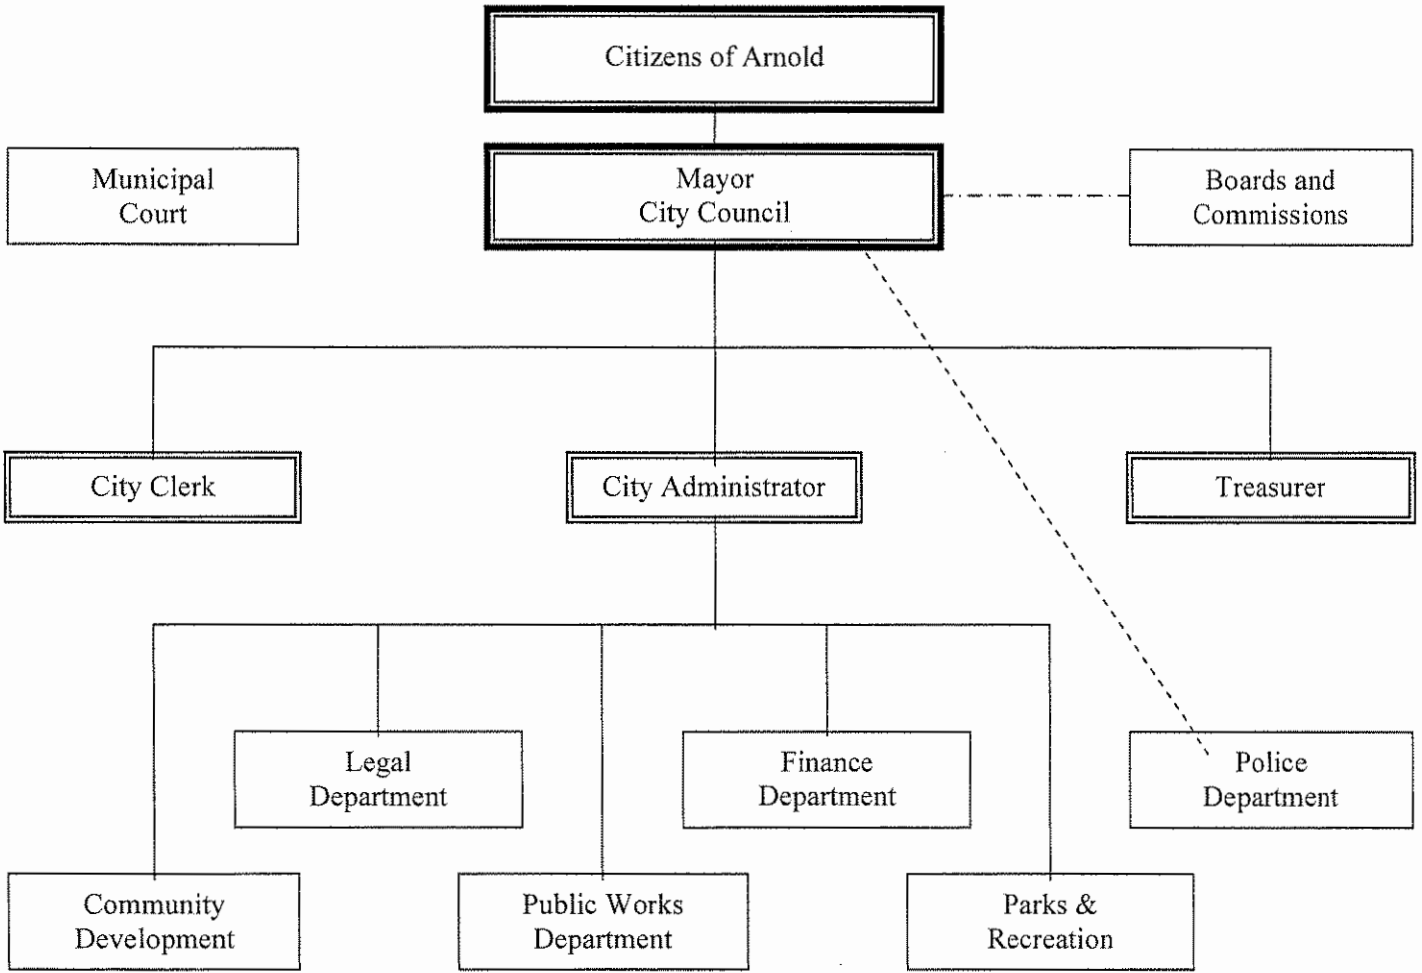 Citizens of Arnold
Municipal
Court
Mayor
City Council
Boards and
Commissions
City Clerk
City Administrator
Treasurer
Legal
Department
Finance
Department
Police
Department
Community
Development
Public Works
Department
Parks &
Recreation